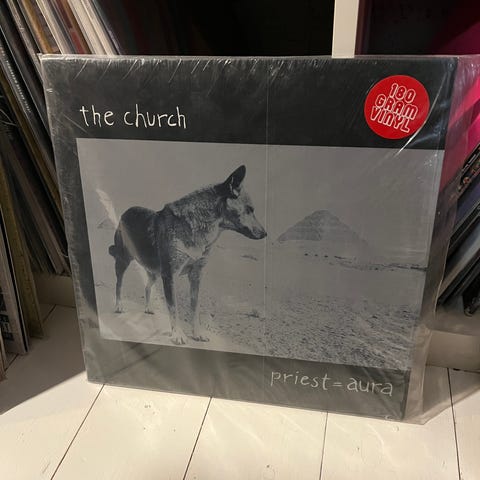 the church
180
GRAM
VINYL
priest = aura